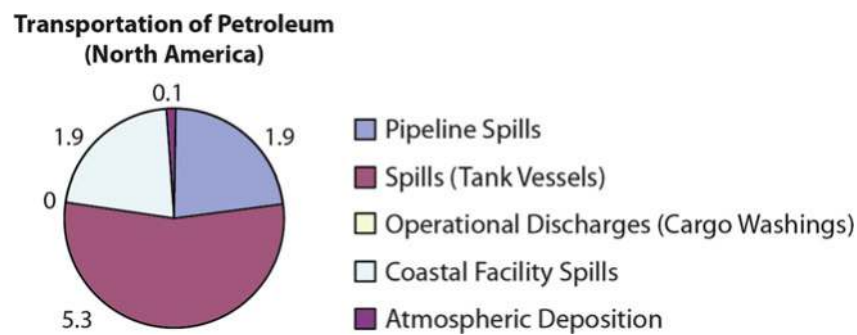 Transportation of Petroleum
(North America)
0.1
1.9
1.9
0
5.3
Pipeline Spills
Spills (Tank Vessels)
Operational Discharges (Cargo Washings)
Coastal Facility Spills
Atmospheric Deposition